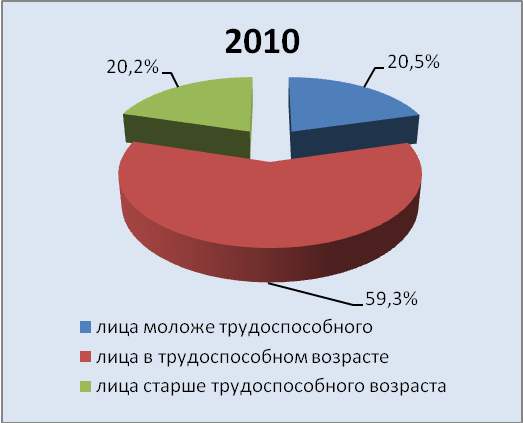 2010
20,2%
20,5%
59,3%
лица моложе трудоспособного
лица в трудоспособном возрасте
лица старше трудоспособного возраста